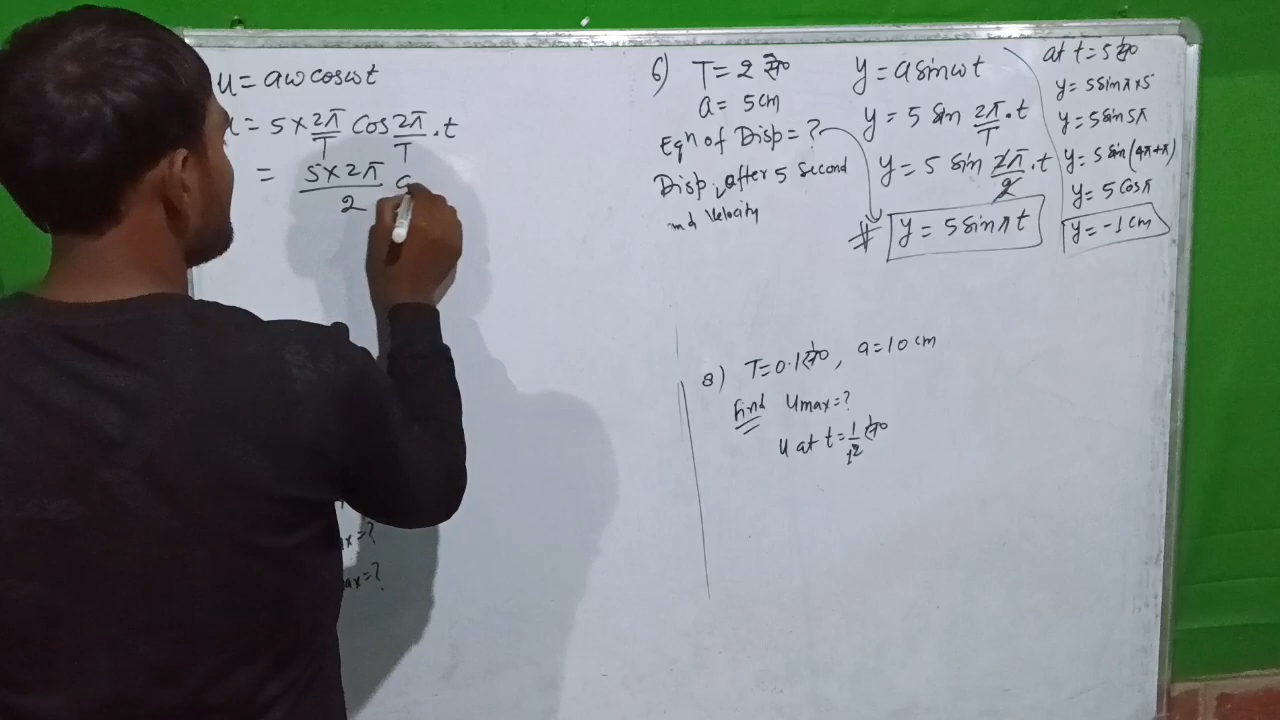 u = aω cosωt
= 5 × 2π/T cos 2π/T . t
= 5 × 2π / 2 c
6) T = 2 से०
a = 5 cm
Eqn of Disp = ?
Disp. after 5 second
and velocity
y = a sin ωt
y = 5 sin 2π/T . t
y = 5 sin 2π/2 . t
# y = 5 sin π t
at t = 5 से०
y = 5 sin π × 5
y = 5 sin 5π
y = 5 sin (4π + π)
y = 5 cos π
y = -1 cm
8) T = 0.1 से०, a = 10 cm
find umax = ?
u at t = 1/12 से०
ax = ?
ax = ?